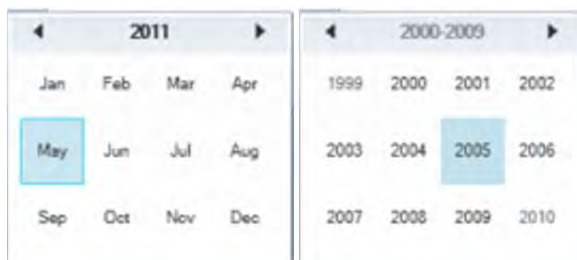 2011
Jan Feb Mar Apr
May Jun Jul Aug
Sep Oct Nov Dec
2000-2009
1999 2000 2001 2002
2003 2004 2005 2006
2007 2008 2009 2010